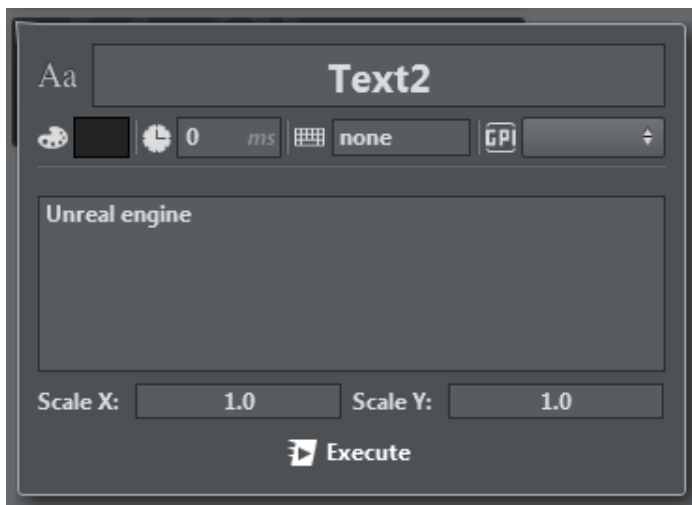 Aa Text2
0 ms none GPI
Unreal engine
Scale X: 1.0 Scale Y: 1.0
Execute